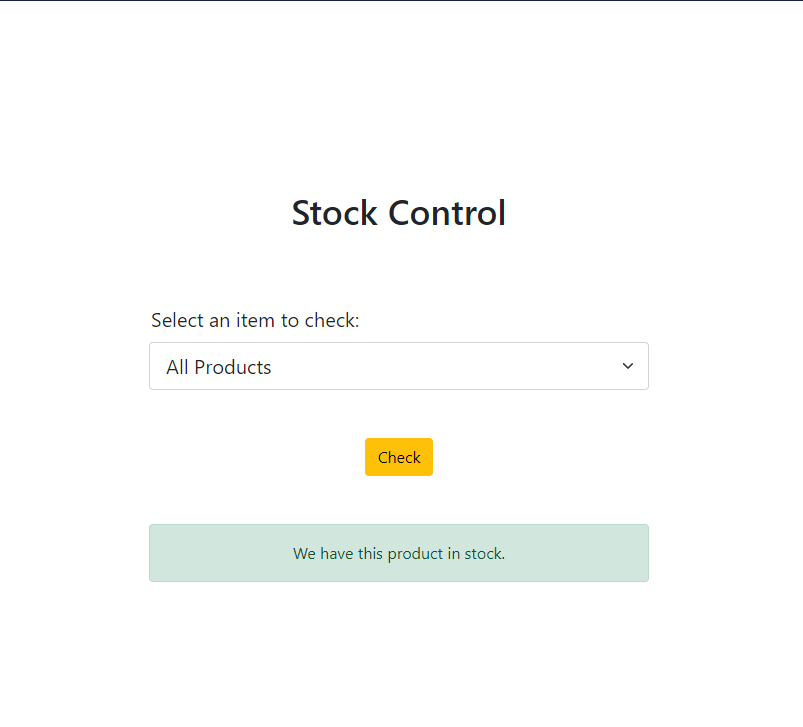 Stock Control
Select an item to check:
All Products
Check
We have this product in stock.